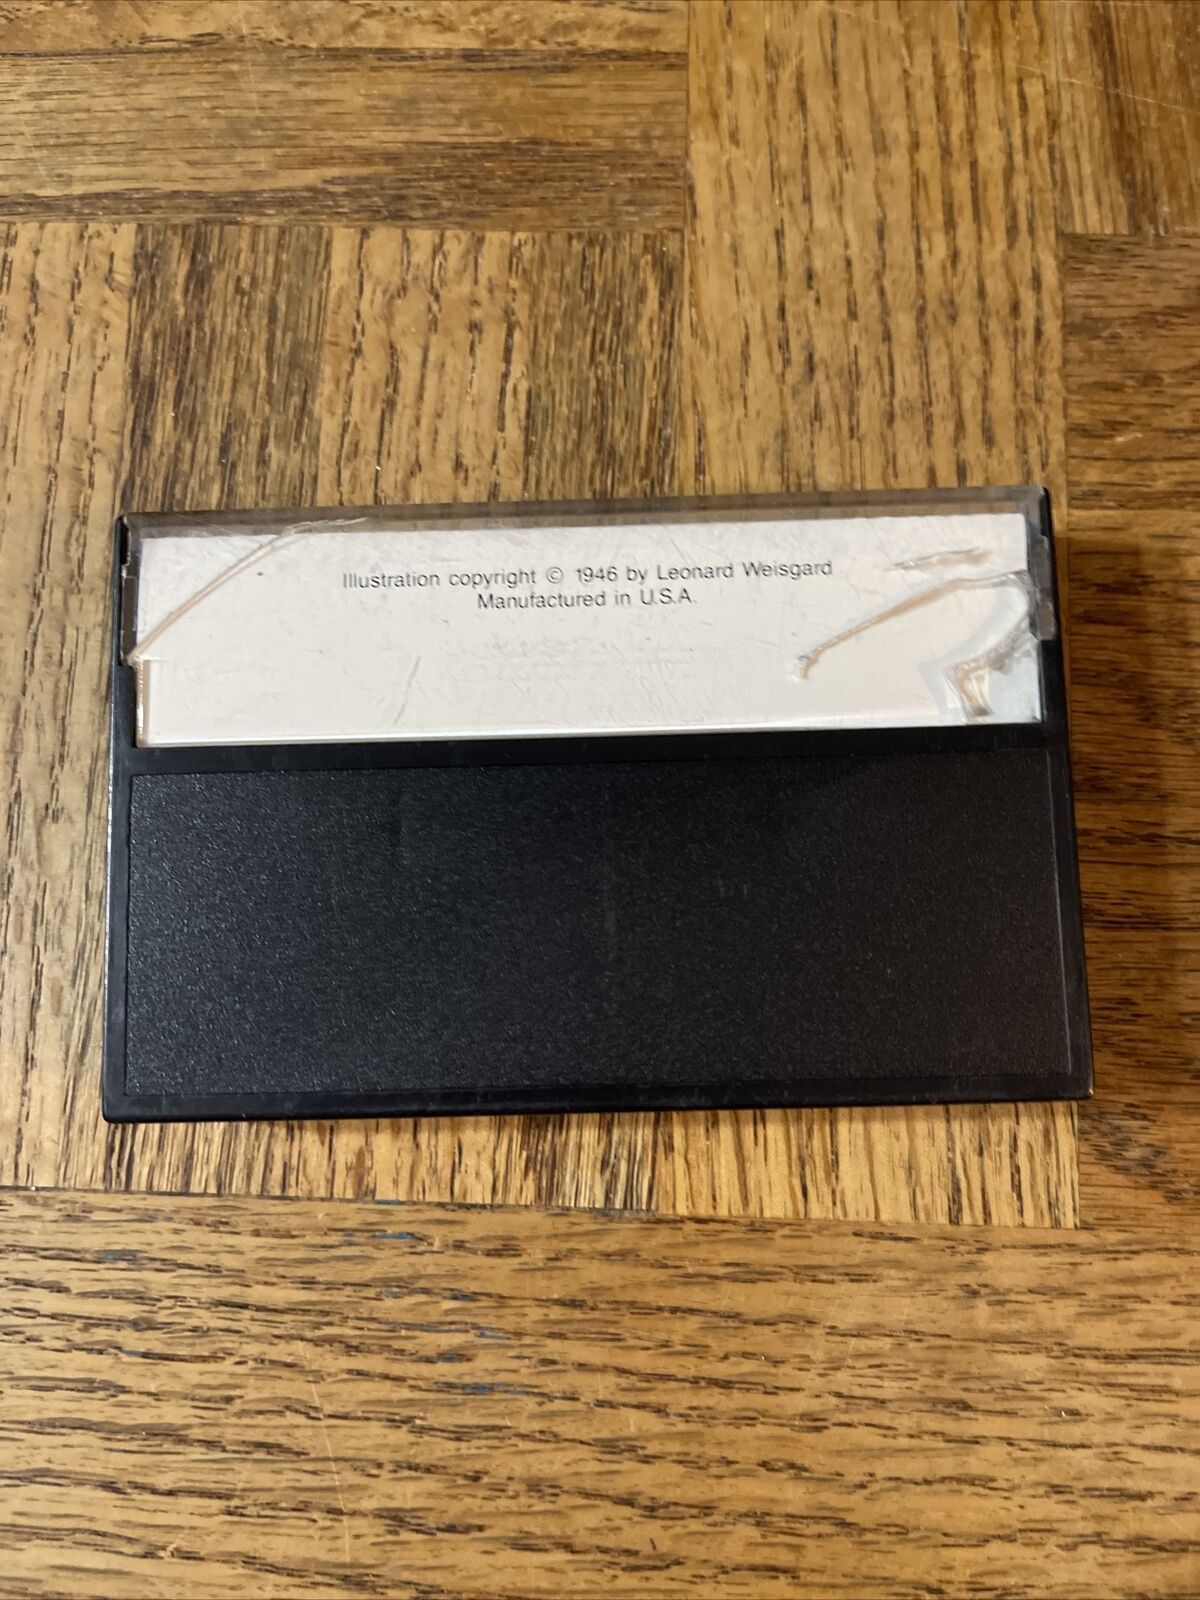 Illustration copyright © 1946 by Leonard Weisgard
Manufactured in U.S.A.